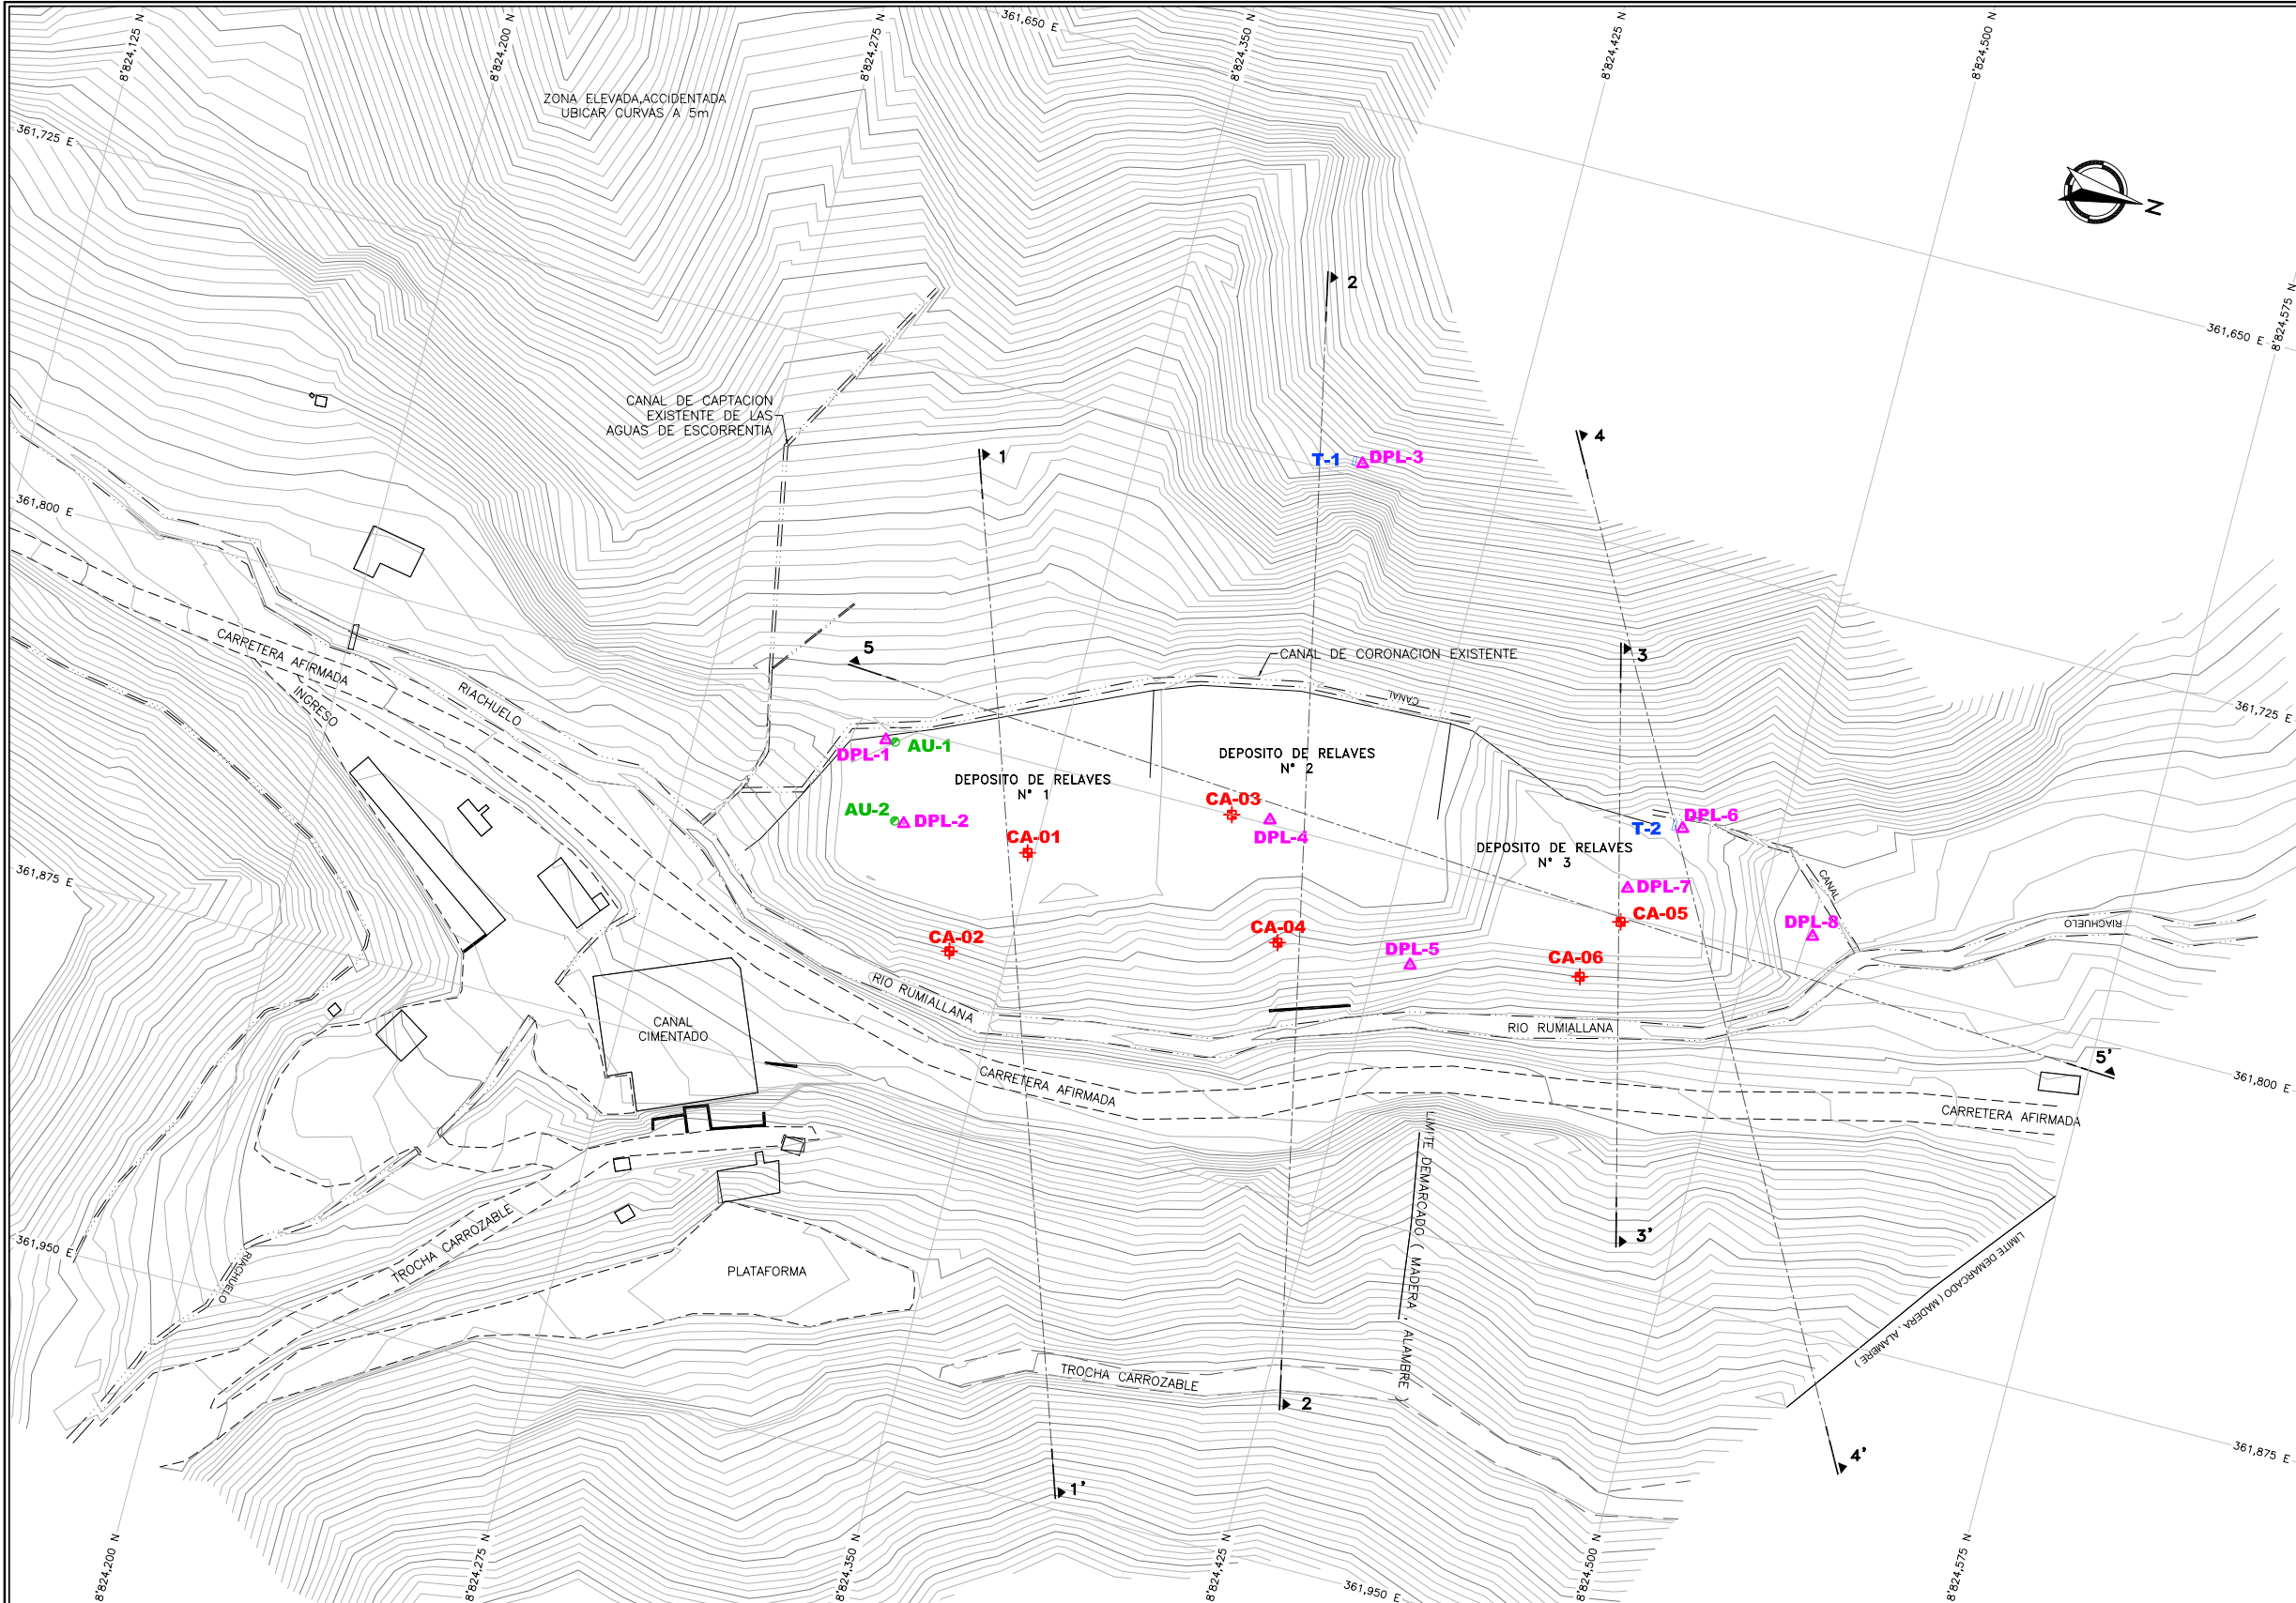 8'824,125 N
8'824,200 N
8'824,275 N
361,650 E
8'824,350 N
8'824,425 N
8'824,500 N
ZONA ELEVADA,ACCIDENTADA
UBICAR CURVAS A 5m
361,725 E
N
8'824,575 N
2
361,650 E
CANAL DE CAPTACION
EXISTENTE DE LAS
AGUAS DE ESCORRENTIA
4
1
T-1
DPL-3
361,800 E
CARRETERA AFIRMADA
5
CANAL DE CORONACION EXISTENTE
3
RIACHUELO
INGRESO
CANAL
361,725 E
DPL-1
AU-1
DEPOSITO DE RELAVES
N° 2
DEPOSITO DE RELAVES
N° 1
CA-03
AU-2
DPL-2
DPL-4
CA-01
DPL-6
T-2
DEPOSITO DE RELAVES
N° 3
361,875 E
DPL-7
CANAL
CA-05
DPL-8
RIACHUELO
CA-02
CA-04
DPL-5
CA-06
RIO RUMIALLANA
CANAL
CIMENTADO
RIO RUMIALLANA
5'
361,800 E
CARRETERA AFIRMADA
CARRETERA AFIRMADA
LIMITE DEMARCADO ( MADERA , ALAMBRE )
361,950 E
RIACHUELO
TROCHA CARROZABLE
PLATAFORMA
3'
LIMITE DEMARCADO ( MADERA , ALAMBRE )
TROCHA CARROZABLE
2
4'
361,875 E
1'
8'824,200 N
8'824,275 N
8'824,350 N
8'824,425 N
8'824,500 N
8'824,575 N
361,950 E